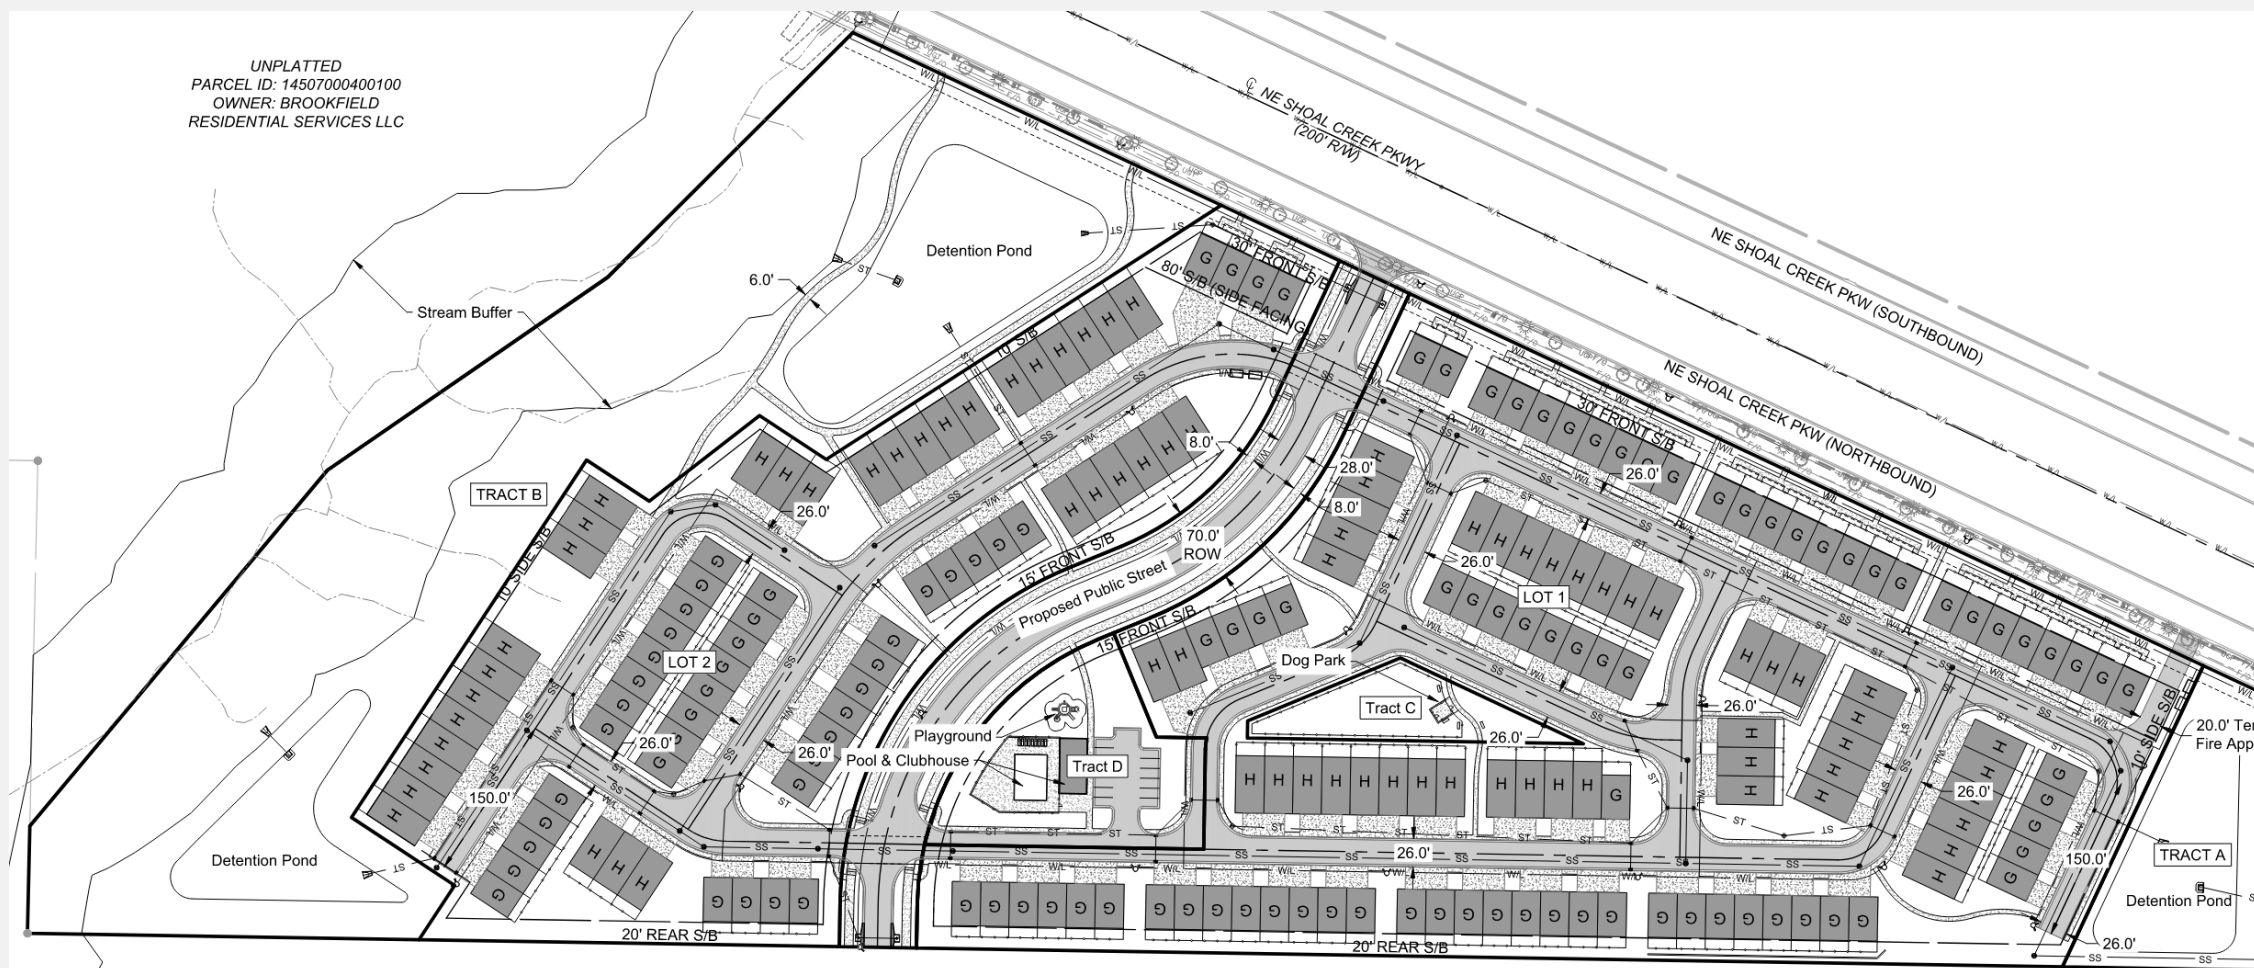 UNPLATTED
PARCEL ID: 14507000400100
OWNER: BROOKFIELD
RESIDENTIAL SERVICES LLC
NE SHOAL CREEK PKWY
(200' R/W)
NE SHOAL CREEK PKW (SOUTHBOUND)
NE SHOAL CREEK PKW (NORTHBOUND)
Detention Pond
6.0'
Stream Buffer
30' FRONT S/B
80' S/B (SIDE FACING)
10' S/B
30' FRONT S/B
TRACT B
10' SIDE S/B
26.0'
8.0'
28.0'
8.0'
26.0'
70.0'
ROW
15' FRONT S/B
Proposed Public Street
15' FRONT S/B
26.0'
LOT 1
LOT 2
Dog Park
Tract C
26.0'
26.0'
26.0'
26.0'
Playground
Pool & Clubhouse
Tract D
10' SIDE S/B
20.0' Ter
Fire App
150.0'
26.0'
26.0'
150.0'
TRACT A
Detention Pond
Detention Pond
26.0'
20' REAR S/B
20' REAR S/B
H H H H H H
G G G G
H H H H H
H H H
H H H H H H
G G G G
G G
G G G G G G G G
G G G G G G G G
G G G G G G G G
H H H H H
H H H H H H H H
G G G G G G G G
H H G G G G
H H H
H H H H H H H H
H H H H G
G G G G
H H H
G G G G
G G G G G G
G G G G G G G G
G G G G G G G G
G G G G G G G G
W/L
ST
SS